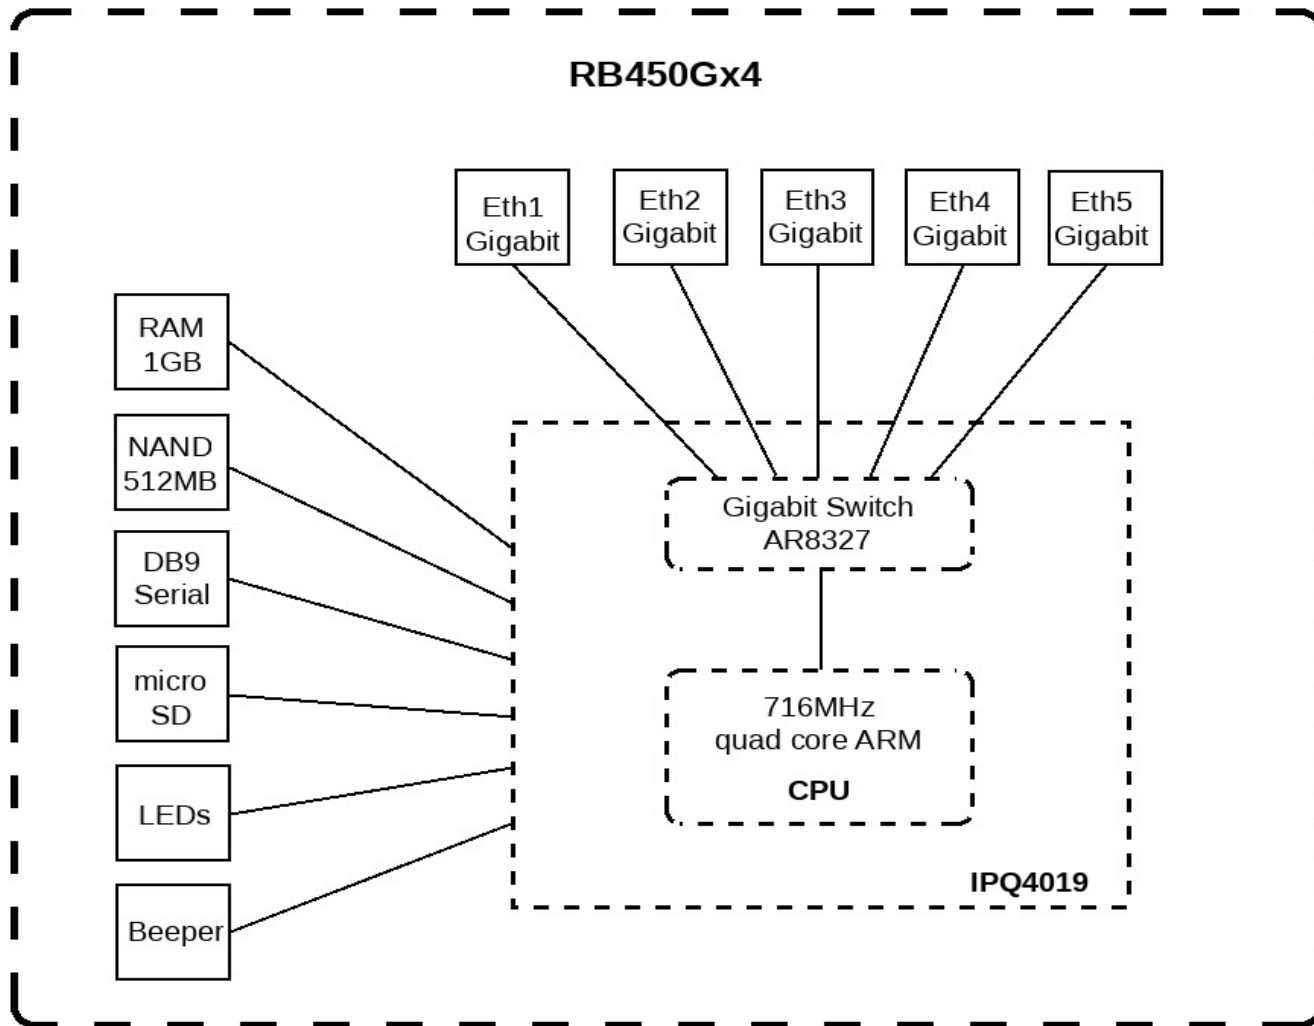 RB450Gx4
Eth1
Gigabit
Eth2
Gigabit
Eth3
Gigabit
Eth4
Gigabit
Eth5
Gigabit
RAM
1GB
NAND
512MB
DB9
Serial
micro
SD
LEDs
Beeper
Gigabit Switch
AR8327
716MHz
quad core ARM
CPU
IPQ4019